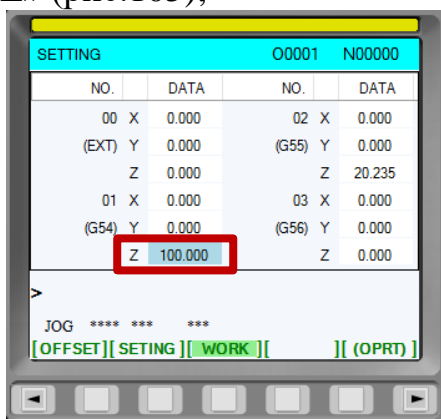 SETTING O0001 N00000
NO. DATA NO. DATA
00 X 0.000 02 X 0.000
(EXT) Y 0.000 (G55) Y 0.000
Z 0.000 Z 20.235
01 X 0.000 03 X 0.000
(G54) Y 0.000 (G56) Y 0.000
Z 100.000 Z 0.000
>
JOG **** *** ***
[OFFSET][ SETING ][ WORK ][ ][ (OPRT) ]